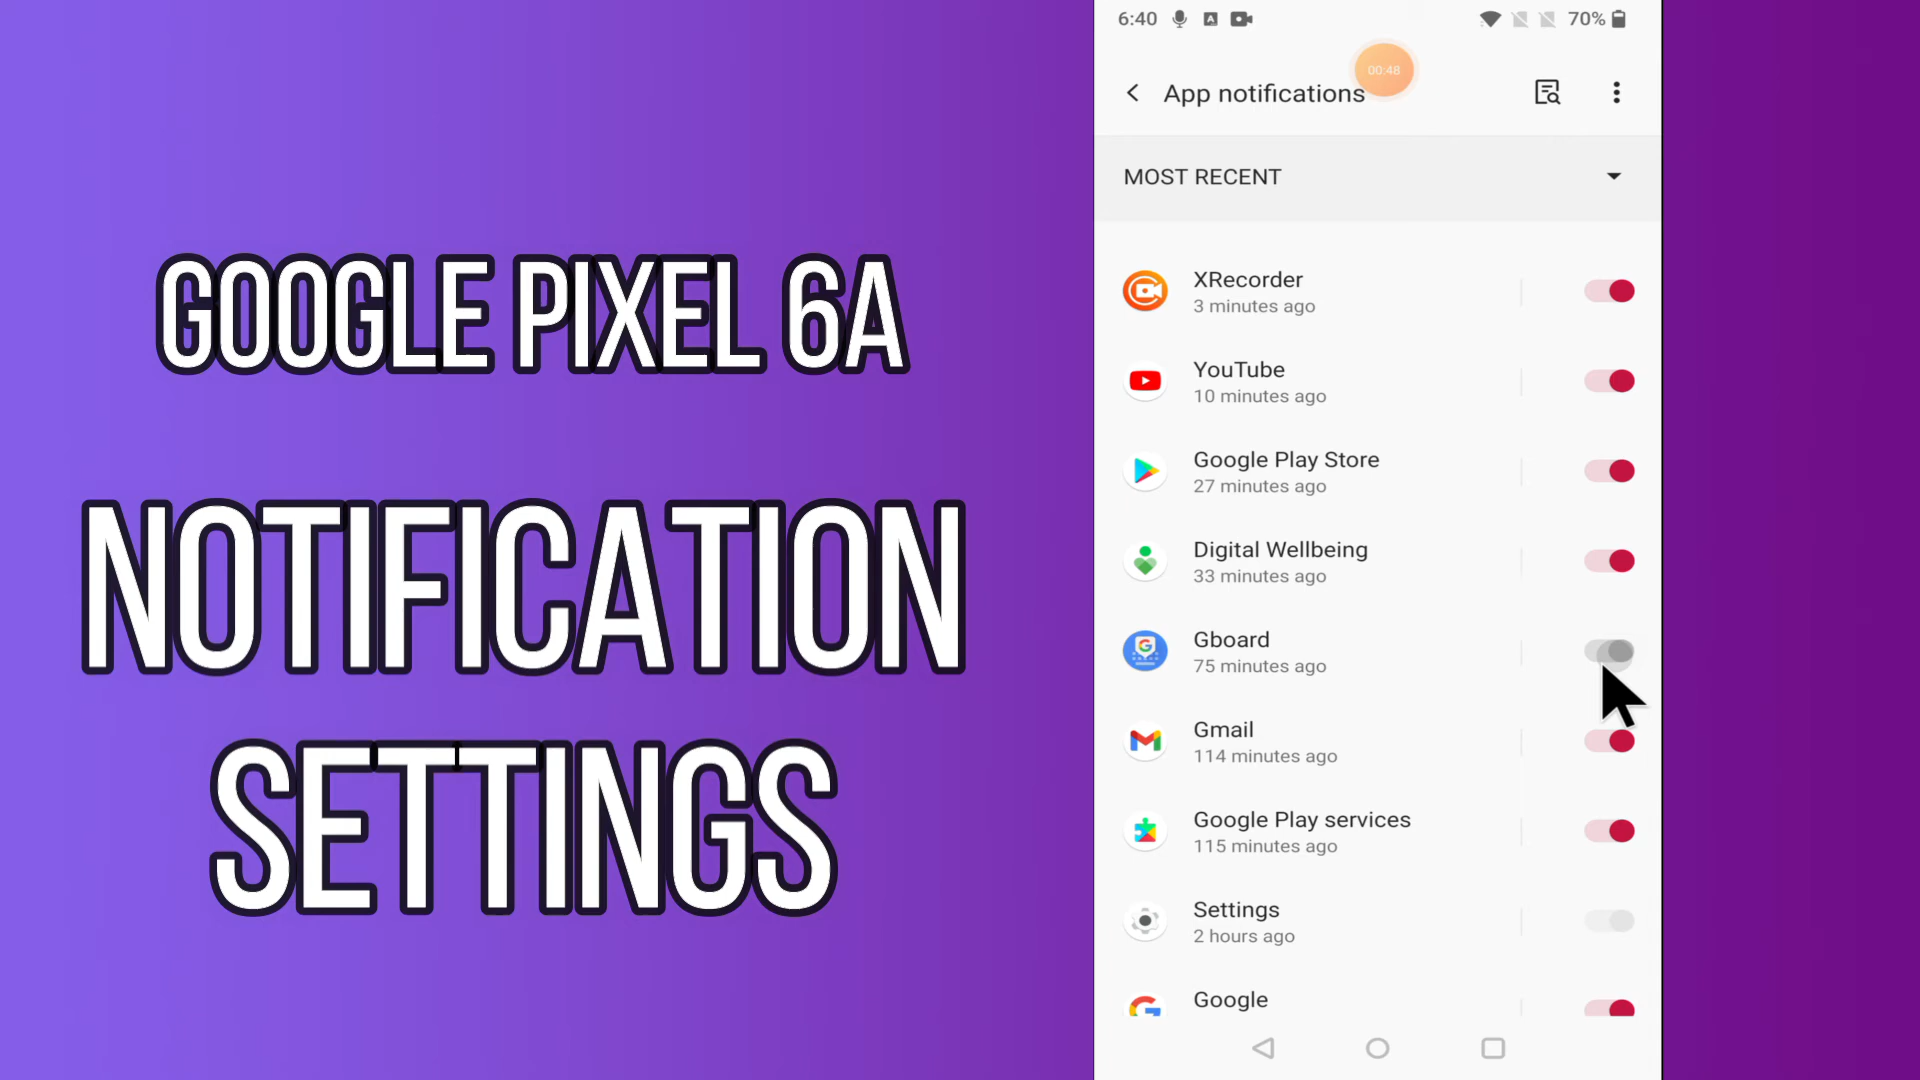 GOOGLE PIXEL 6A
NOTIFICATION
SETTINGS
6:40
70%
00:48
App notifications
MOST RECENT
XRecorder
3 minutes ago
YouTube
10 minutes ago
Google Play Store
27 minutes ago
Digital Wellbeing
33 minutes ago
Gboard
75 minutes ago
Gmail
114 minutes ago
Google Play services
115 minutes ago
Settings
2 hours ago
Google